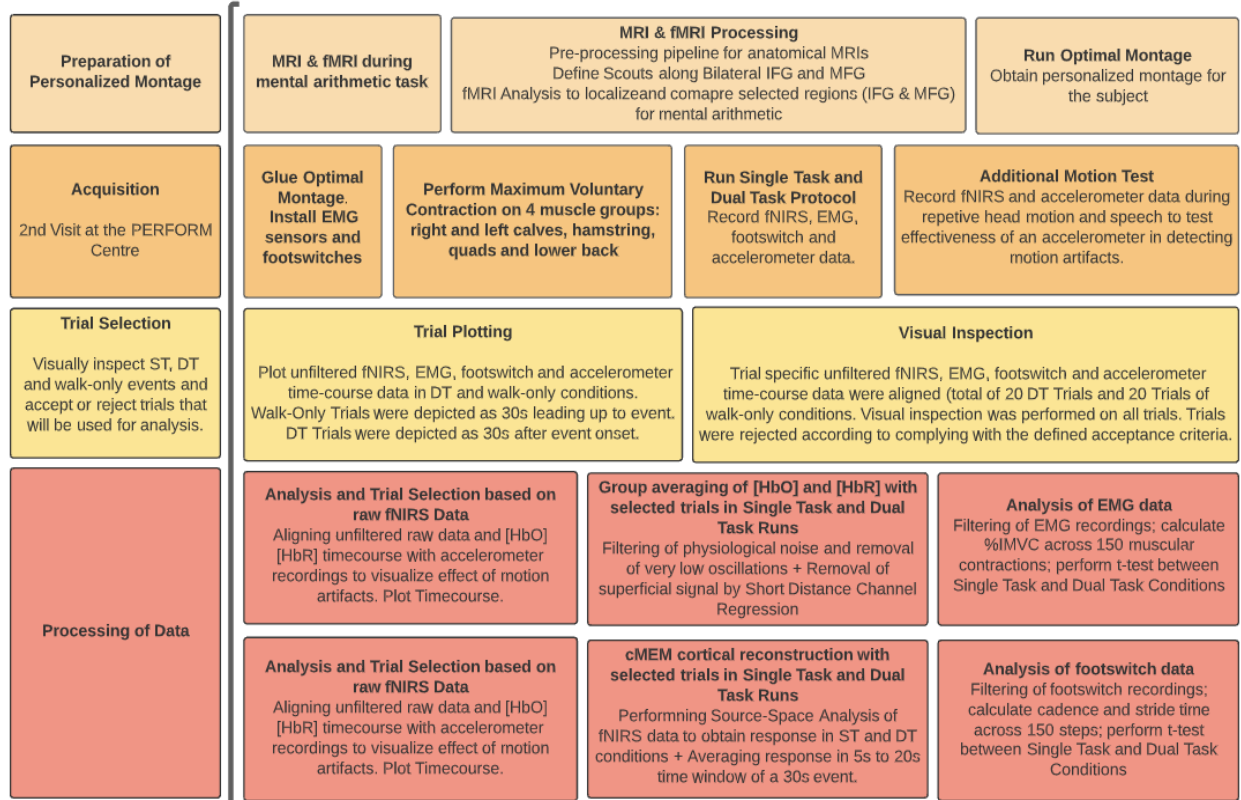 Preparation of
Personalized Montage
MRI & fMRI during
mental arithmetic task
MRI & fMRI Processing
Pre-processing pipeline for anatomical MRIs
Define Scouts along Bilateral IFG and MFG
fMRI Analysis to localizeand comapre selected regions (IFG & MFG)
for mental arithmetic
Run Optimal Montage
Obtain personalized montage for
the subject
Acquisition
2nd Visit at the PERFORM
Centre
Glue Optimal
Montage.
Install EMG
sensors and
footswitches
Perform Maximum Voluntary
Contraction on 4 muscle groups:
right and left calves, hamstring,
quads and lower back
Run Single Task and
Dual Task Protocol
Record fNIRS, EMG,
footswitch and
accelerometer data.
Additional Motion Test
Record fNIRS and accelerometer data during
repetive head motion and speech to test
effectiveness of an accelerometer in detecting
motion artifacts.
Trial Selection
Visually inspect ST, DT
and walk-only events and
accept or reject trials that
will be used for analysis.
Trial Plotting
Plot unfiltered fNIRS, EMG, footswitch and accelerometer
time-course data in DT and walk-only conditions.
Walk-Only Trials were depicted as 30s leading up to event.
DT Trials were depicted as 30s after event onset.
Visual Inspection
Trial specific unfiltered fNIRS, EMG, footswitch and accelerometer
time-course data were aligned (total of 20 DT Trials and 20 Trials of
walk-only conditions. Visual inspection was performed on all trials. Trials
were rejected according to complying with the defined acceptance criteria.
Processing of Data
Analysis and Trial Selection based on
raw fNIRS Data
Aligning unfiltered raw data and [HbO]
[HbR] timecourse with accelerometer
recordings to visualize effect of motion
artifacts. Plot Timecourse.
Group averaging of [HbO] and [HbR] with
selected trials in Single Task and Dual
Task Runs
Filtering of physiological noise and removal
of very low oscillations + Removal of
superficial signal by Short Distance Channel
Regression
Analysis of EMG data
Filtering of EMG recordings; calculate
%IMVC across 150 muscular
contractions; perform t-test between
Single Task and Dual Task Conditions
Analysis and Trial Selection based on
raw fNIRS Data
Aligning unfiltered raw data and [HbO]
[HbR] timecourse with accelerometer
recordings to visualize effect of motion
artifacts. Plot Timecourse.
cMEM cortical reconstruction with
selected trials in Single Task and Dual
Task Runs
Performning Source-Space Analysis of
fNIRS data to obtain response in ST and DT
conditions + Averaging response in 5s to 20s
time window of a 30s event.
Analysis of footswitch data
Filtering of footswitch recordings;
calculate cadence and stride time
across 150 steps; perform t-test
between Single Task and Dual Task
Conditions